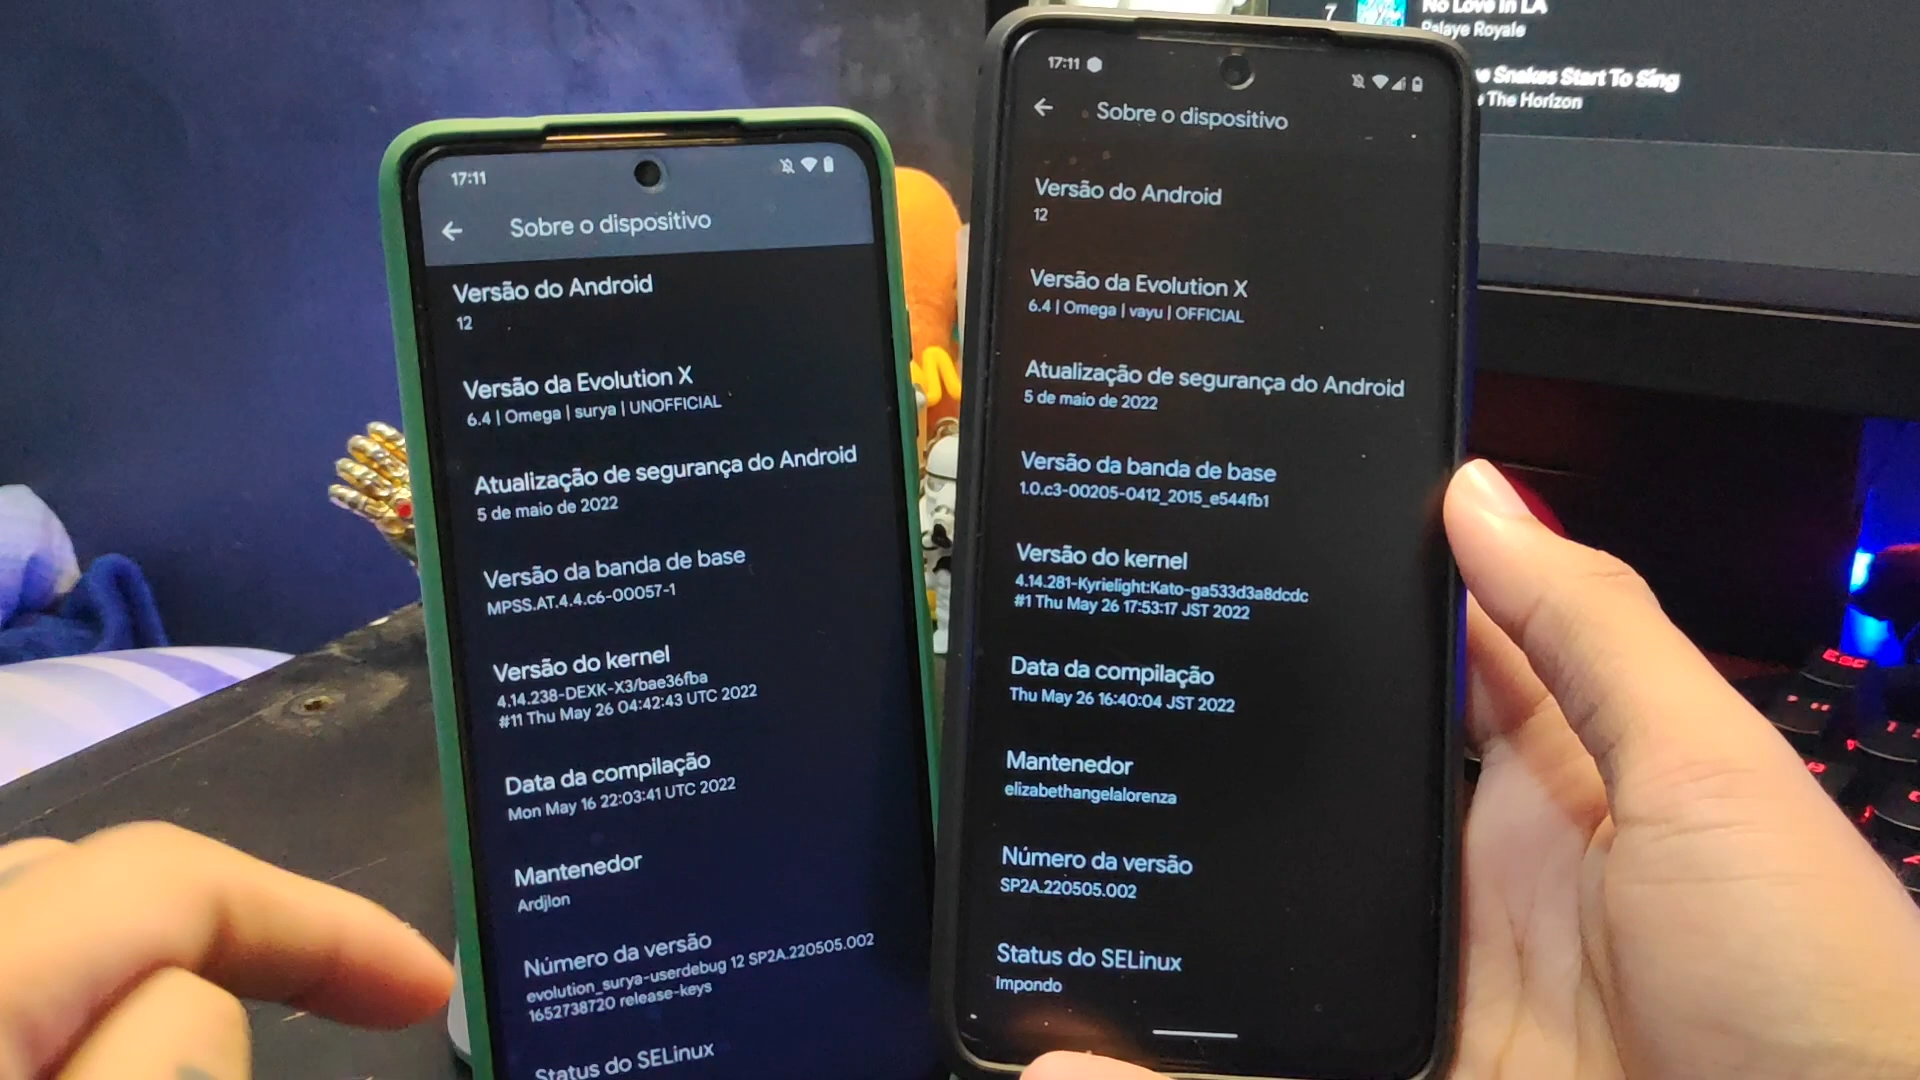 17:11
Sobre o dispositivo
Versão do Android
12
Versão da Evolution X
6.4 | Omega | surya | UNOFFICIAL
Atualização de segurança do Android
5 de maio de 2022
Versão da banda de base
MPSS.AT.4.4.c6-00057-1
Versão do kernel
4.14.238-DEXK-X3/bae36fba
#11 Thu May 26 04:42:43 UTC 2022
Data da compilação
Mon May 16 22:03:41 UTC 2022
Mantenedor
Ardjlon
Número da versão
evolution_surya-userdebug 12 SP2A.220505.002
1652738720 release-keys
Status do SELinux
17:11
Sobre o dispositivo
Versão do Android
12
Versão da Evolution X
6.4 | Omega | vayu | OFFICIAL
Atualização de segurança do Android
5 de maio de 2022
Versão da banda de base
1.0.c3-00205-0412_2015_e544fb1
Versão do kernel
4.14.281-Kyrielight:Kato-ga533d3a8dcdc
#1 Thu May 26 17:53:17 JST 2022
Data da compilação
Thu May 26 16:40:04 JST 2022
Mantenedor
elizabethangelalorenza
Número da versão
SP2A.220505.002
Status do SELinux
Impondo
7
No Love in LA
Palaye Royale
Snakes Start To Sing
The Horizon
ESC